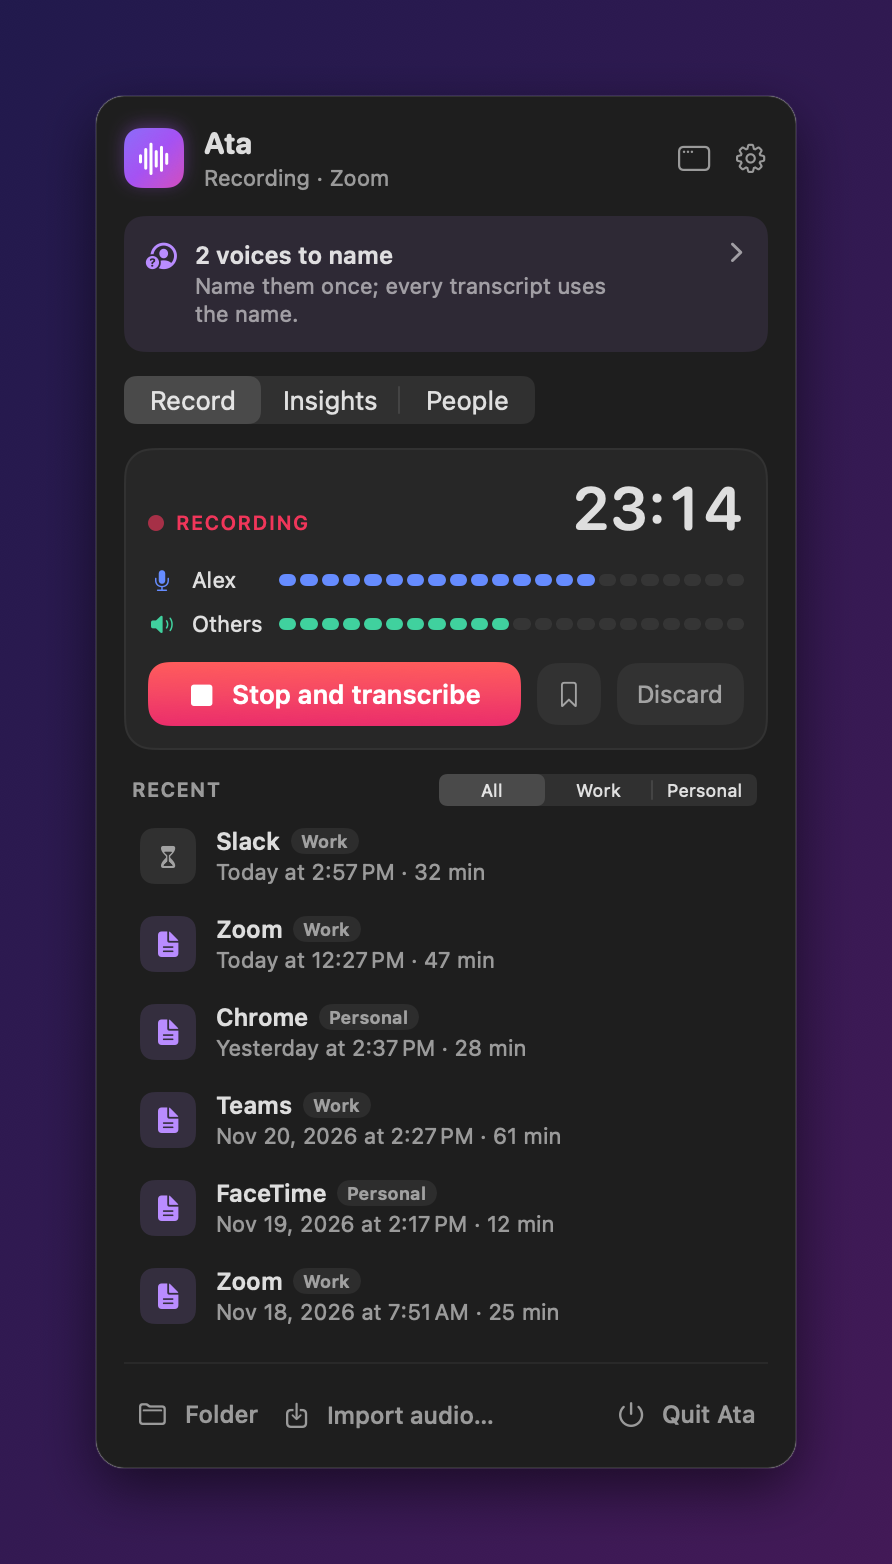 Ata
Recording · Zoom
2 voices to name
Name them once; every transcript uses
the name.
Record Insights People
23:14
RECORDING
Alex
Others
Stop and transcribe Discard
RECENT All Work Personal
Slack Work
Today at 2:57 PM · 32 min
Zoom Work
Today at 12:27 PM · 47 min
Chrome Personal
Yesterday at 2:37 PM · 28 min
Teams Work
Nov 20, 2026 at 2:27 PM · 61 min
FaceTime Personal
Nov 19, 2026 at 2:17 PM · 12 min
Zoom Work
Nov 18, 2026 at 7:51 AM · 25 min
Folder Import audio... Quit Ata